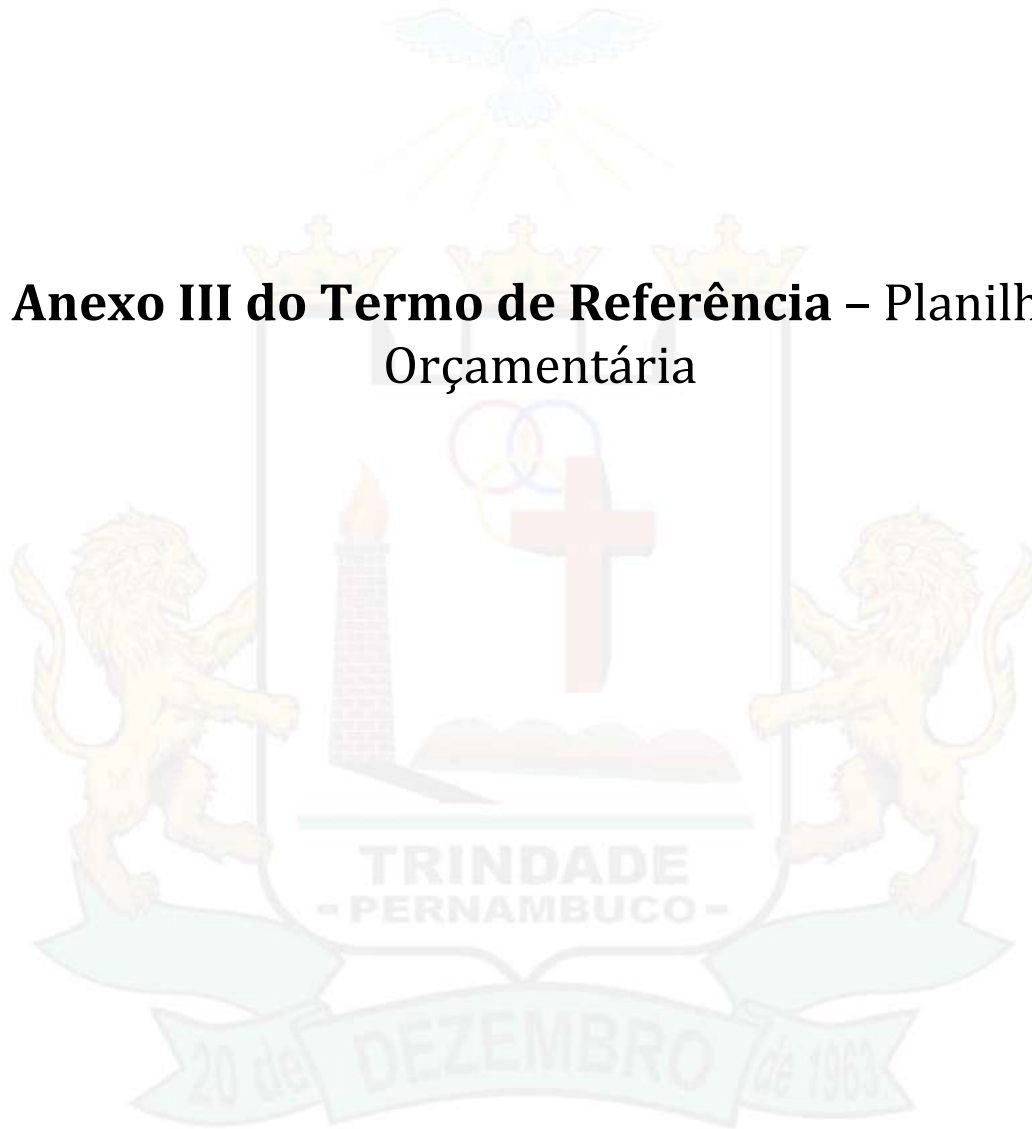 Anexo III do Termo de Referência – Planilh
Orçamentária
TRINDADE
- PERNAMBUCO -
20 de DEZEMBRO de 1963